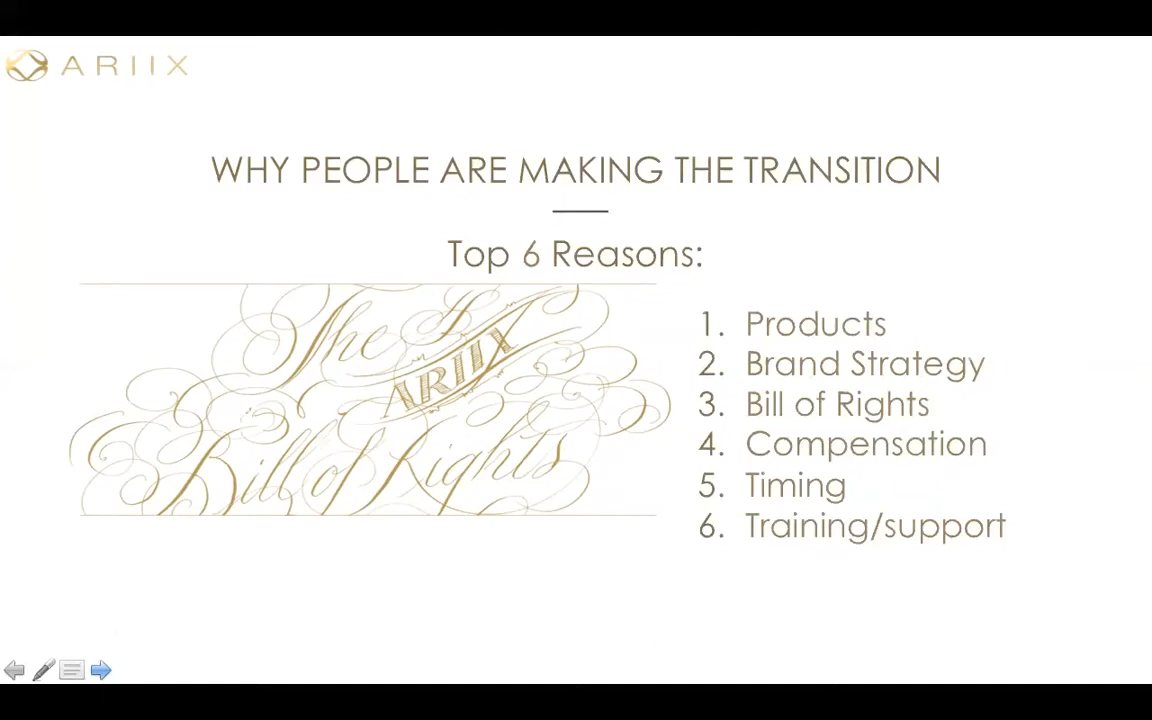 ARIIX
WHY PEOPLE ARE MAKING THE TRANSITION
Top 6 Reasons:
The
ARIIX
Bill of Rights
1. Products
2. Brand Strategy
3. Bill of Rights
4. Compensation
5. Timing
6. Training/support